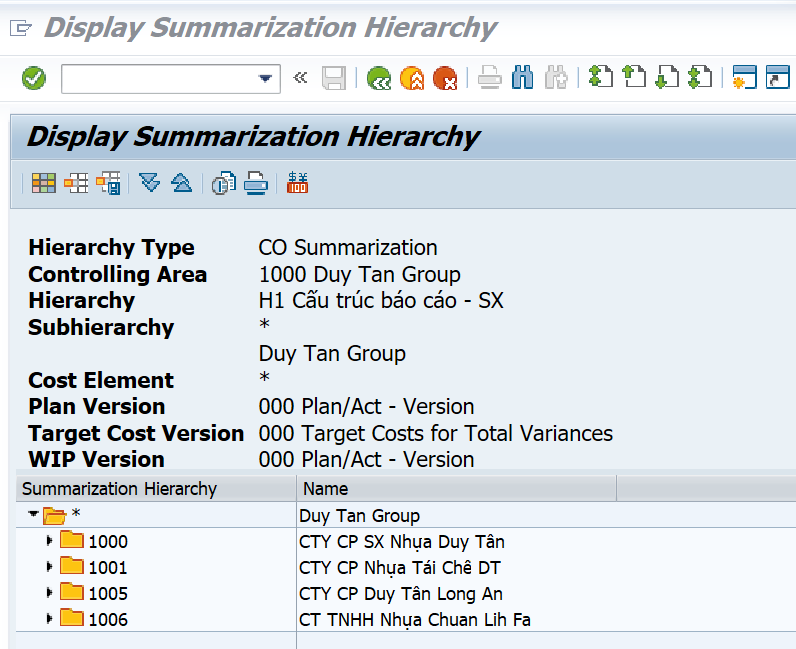 Display Summarization Hierarchy
Display Summarization Hierarchy
Hierarchy Type CO Summarization
Controlling Area 1000 Duy Tan Group
Hierarchy H1 Cấu trúc báo cáo - SX
Subhierarchy *
Duy Tan Group
Cost Element *
Plan Version 000 Plan/Act - Version
Target Cost Version 000 Target Costs for Total Variances
WIP Version 000 Plan/Act - Version
Summarization Hierarchy Name
* Duy Tan Group
1000 CTY CP SX Nhựa Duy Tân
1001 CTY CP Nhựa Tái Chê DT
1005 CTY CP Duy Tân Long An
1006 CT TNHH Nhựa Chuan Lih Fa